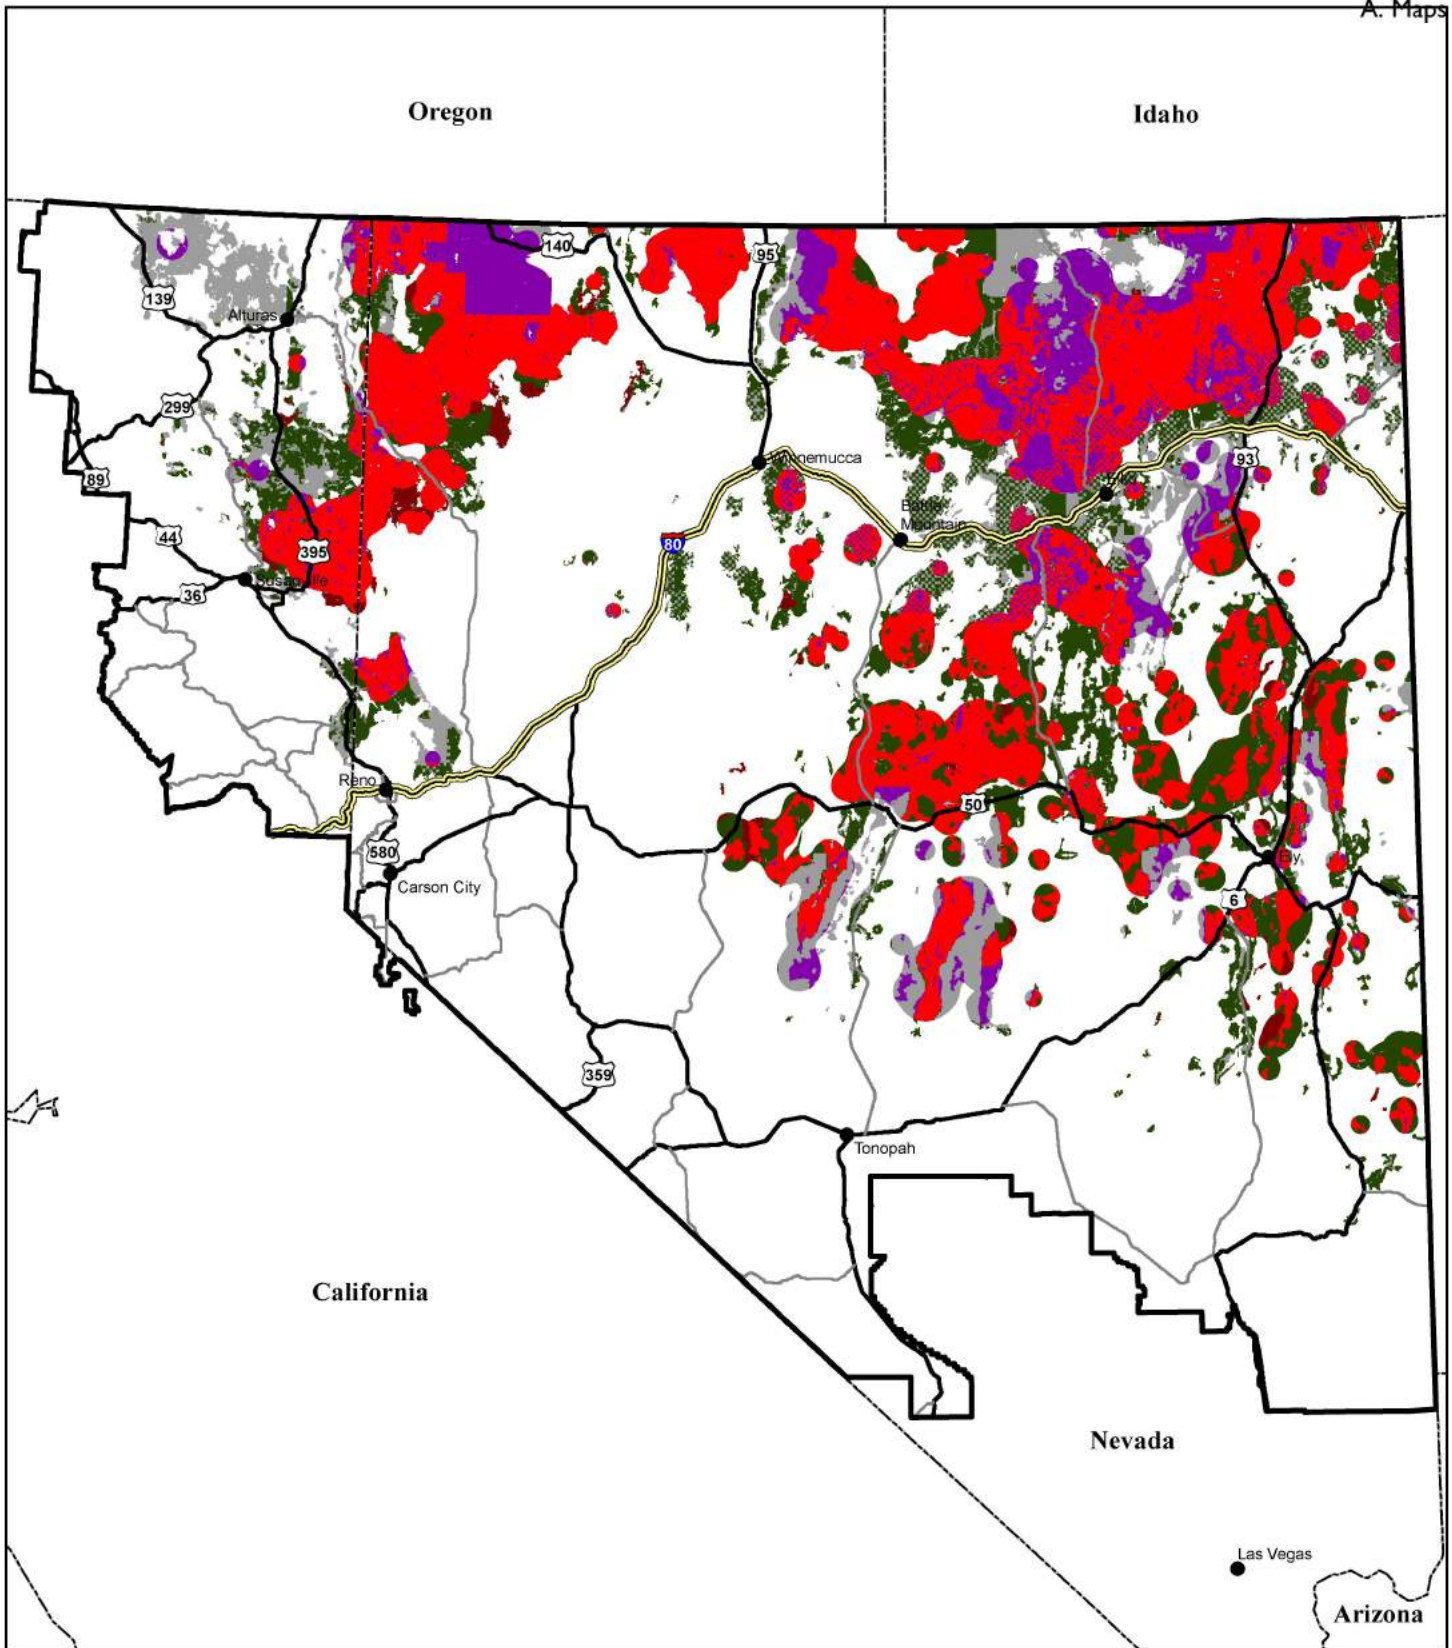 A. Maps
Oregon
Idaho
140
95
139
Alturas
299
Winnemucca
93
89
Elko
Battle
Mountain
44
80
395
Susanville
36
Reno
50
580
Ely
Carson City
6
359
Tonopah
California
Nevada
Las Vegas
Arizona